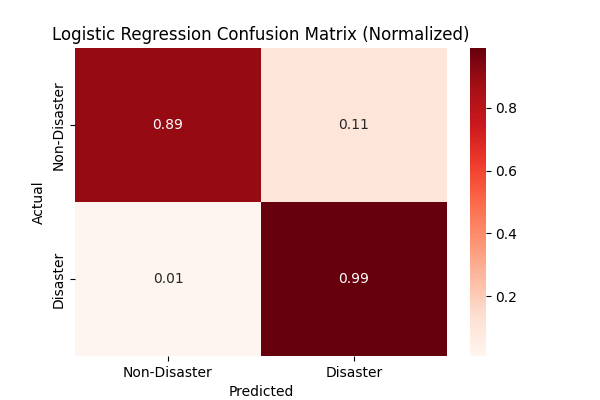 Logistic Regression Confusion Matrix (Normalized)
Actual
Non-Disaster
0.89
0.11
Disaster
0.01
0.99
Non-Disaster
Disaster
Predicted
0.8
0.6
0.4
0.2